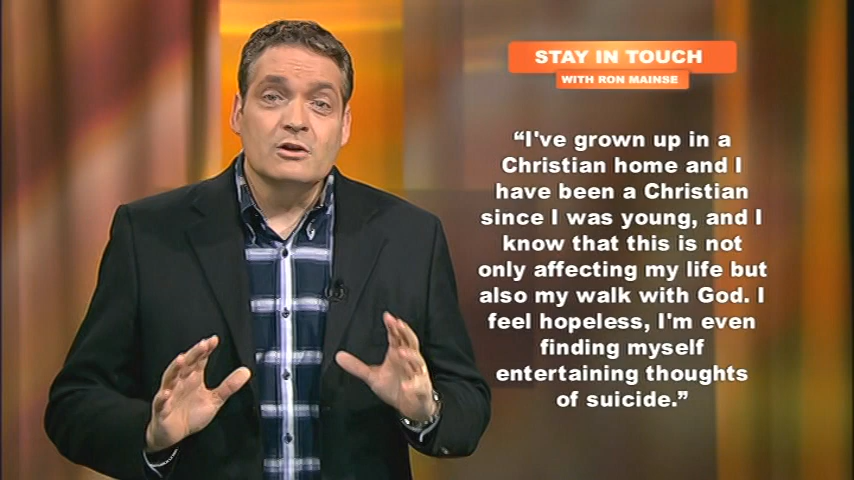 STAY IN TOUCH
WITH RON MAINSE
“I've grown up in a
Christian home and I
have been a Christian
since I was young, and I
know that this is not
only affecting my life but
also my walk with God. I
feel hopeless, I'm even
finding myself
entertaining thoughts
of suicide.”